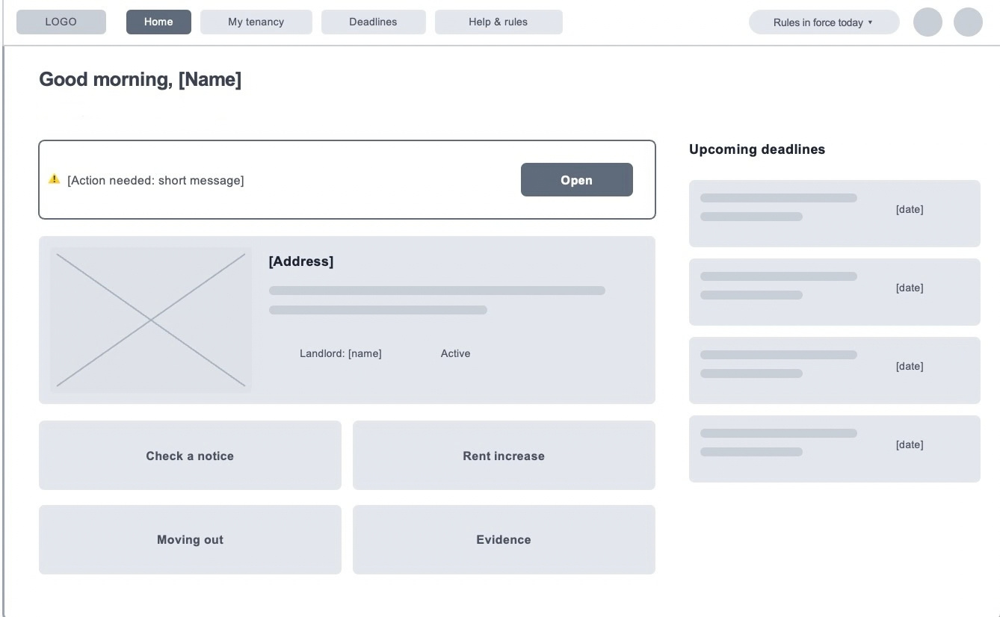 LOGO
Home
My tenancy
Deadlines
Help & rules
Rules in force today ▾
Good morning, [Name]
[Action needed: short message]
Open
Upcoming deadlines
[date]
[date]
[date]
[date]
[Address]
Landlord: [name]
Active
Check a notice
Rent increase
Moving out
Evidence